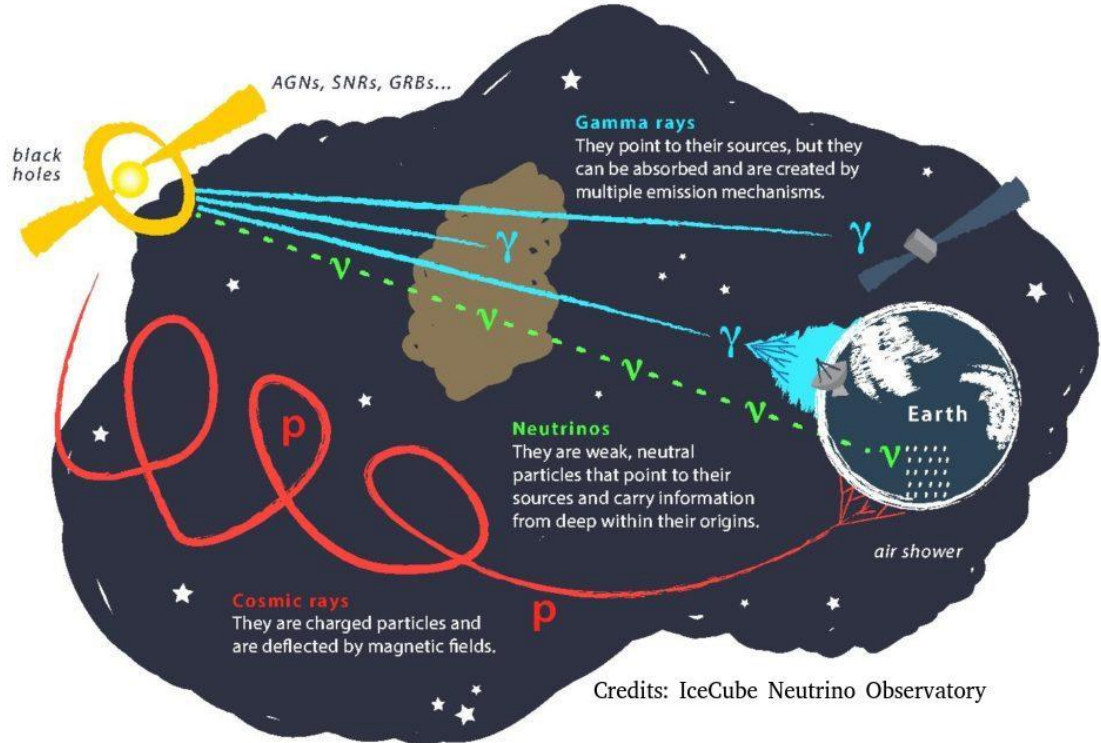 AGNs, SNRs, GRBs...
black
holes
Gamma rays
They point to their sources, but they
can be absorbed and are created by
multiple emission mechanisms.
γ
γ
ν
ν
γ
ν
ν
Earth
ν
Neutrinos
They are weak, neutral
particles that point to their
sources and carry information
from deep within their origins.
p
air shower
Cosmic rays
They are charged particles and
are deflected by magnetic fields.
p
Credits: IceCube Neutrino Observatory